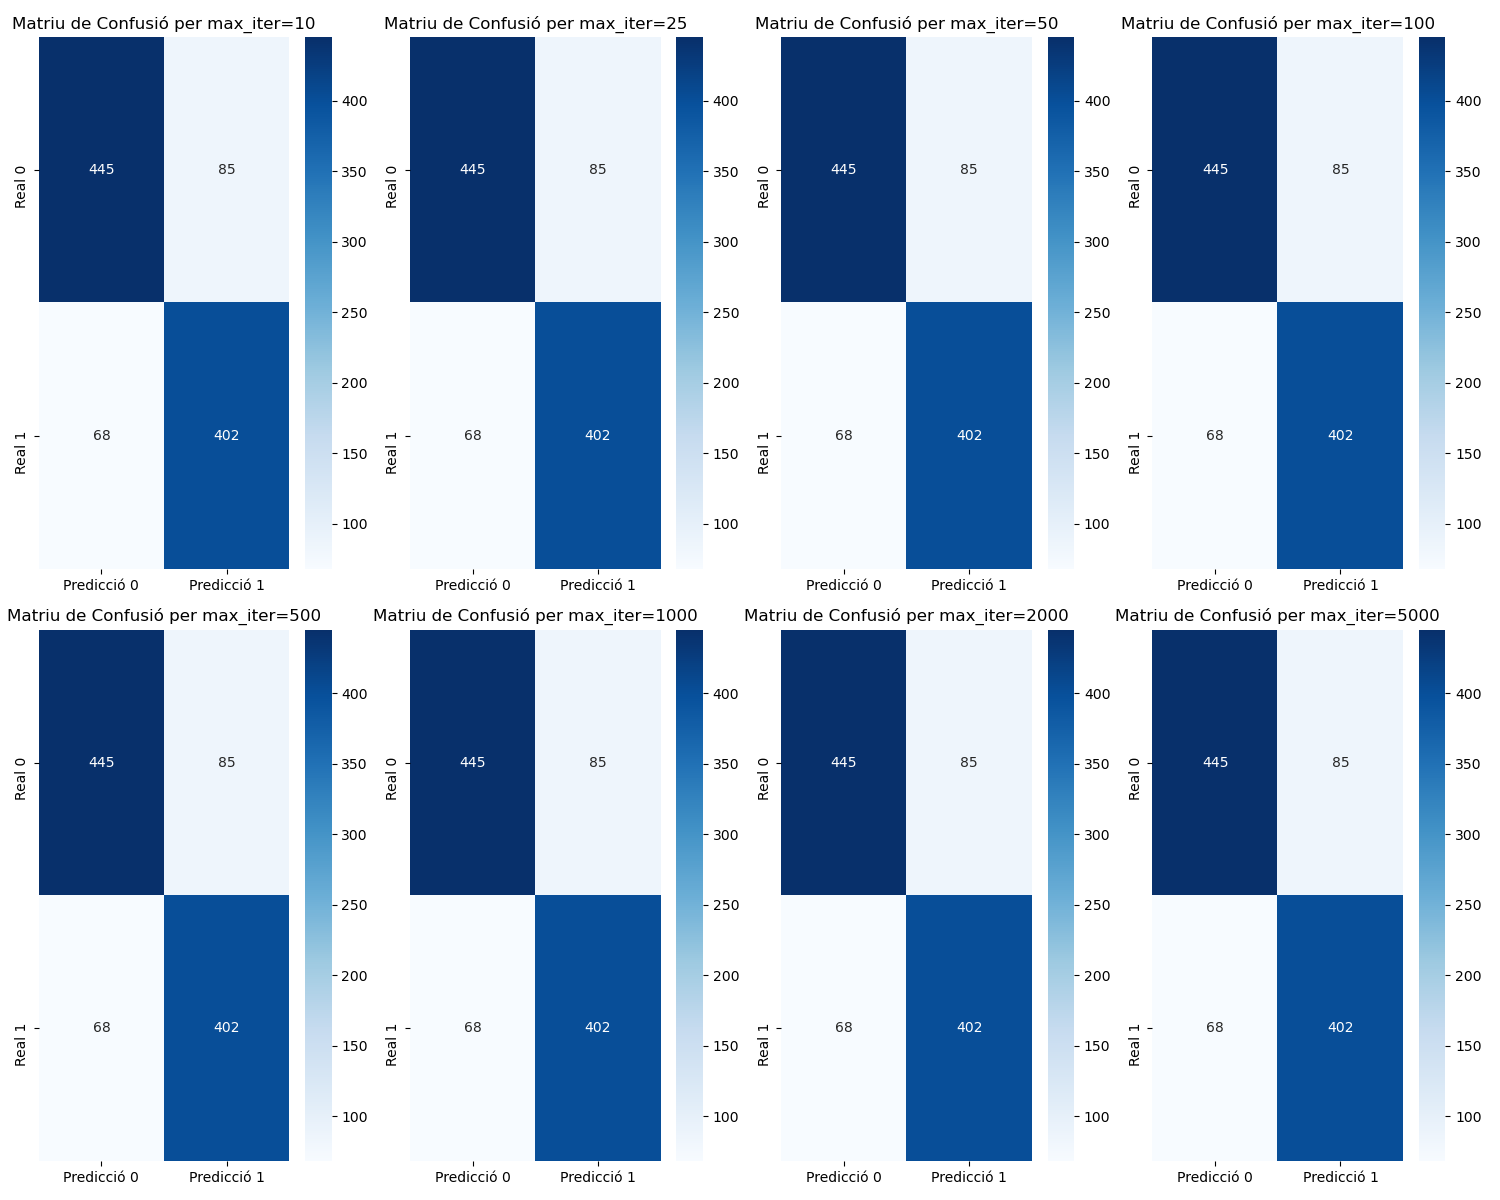 Matriu de Confusió per max_iter=10
Real 0
Real 1
445
85
68
402
Predicció 0
Predicció 1
400
350
300
250
200
150
100
Matriu de Confusió per max_iter=25
Real 0
Real 1
445
85
68
402
Predicció 0
Predicció 1
400
350
300
250
200
150
100
Matriu de Confusió per max_iter=50
Real 0
Real 1
445
85
68
402
Predicció 0
Predicció 1
400
350
300
250
200
150
100
Matriu de Confusió per max_iter=100
Real 0
Real 1
445
85
68
402
Predicció 0
Predicció 1
400
350
300
250
200
150
100
Matriu de Confusió per max_iter=500
Real 0
Real 1
445
85
68
402
Predicció 0
Predicció 1
400
350
300
250
200
150
100
Matriu de Confusió per max_iter=1000
Real 0
Real 1
445
85
68
402
Predicció 0
Predicció 1
400
350
300
250
200
150
100
Matriu de Confusió per max_iter=2000
Real 0
Real 1
445
85
68
402
Predicció 0
Predicció 1
400
350
300
250
200
150
100
Matriu de Confusió per max_iter=5000
Real 0
Real 1
445
85
68
402
Predicció 0
Predicció 1
400
350
300
250
200
150
100